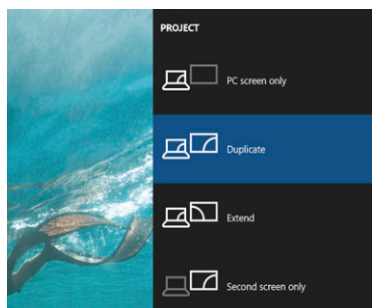 PROJECT
PC screen only
Duplicate
Extend
Second screen only